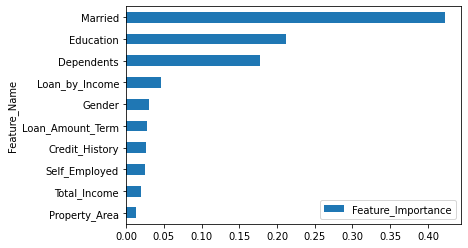 Feature_Name
Married
Education
Dependents
Loan_by_Income
Gender
Loan_Amount_Term
Credit_History
Self_Employed
Total_Income
Property_Area
Feature_Importance
0.00 0.05 0.10 0.15 0.20 0.25 0.30 0.35 0.40